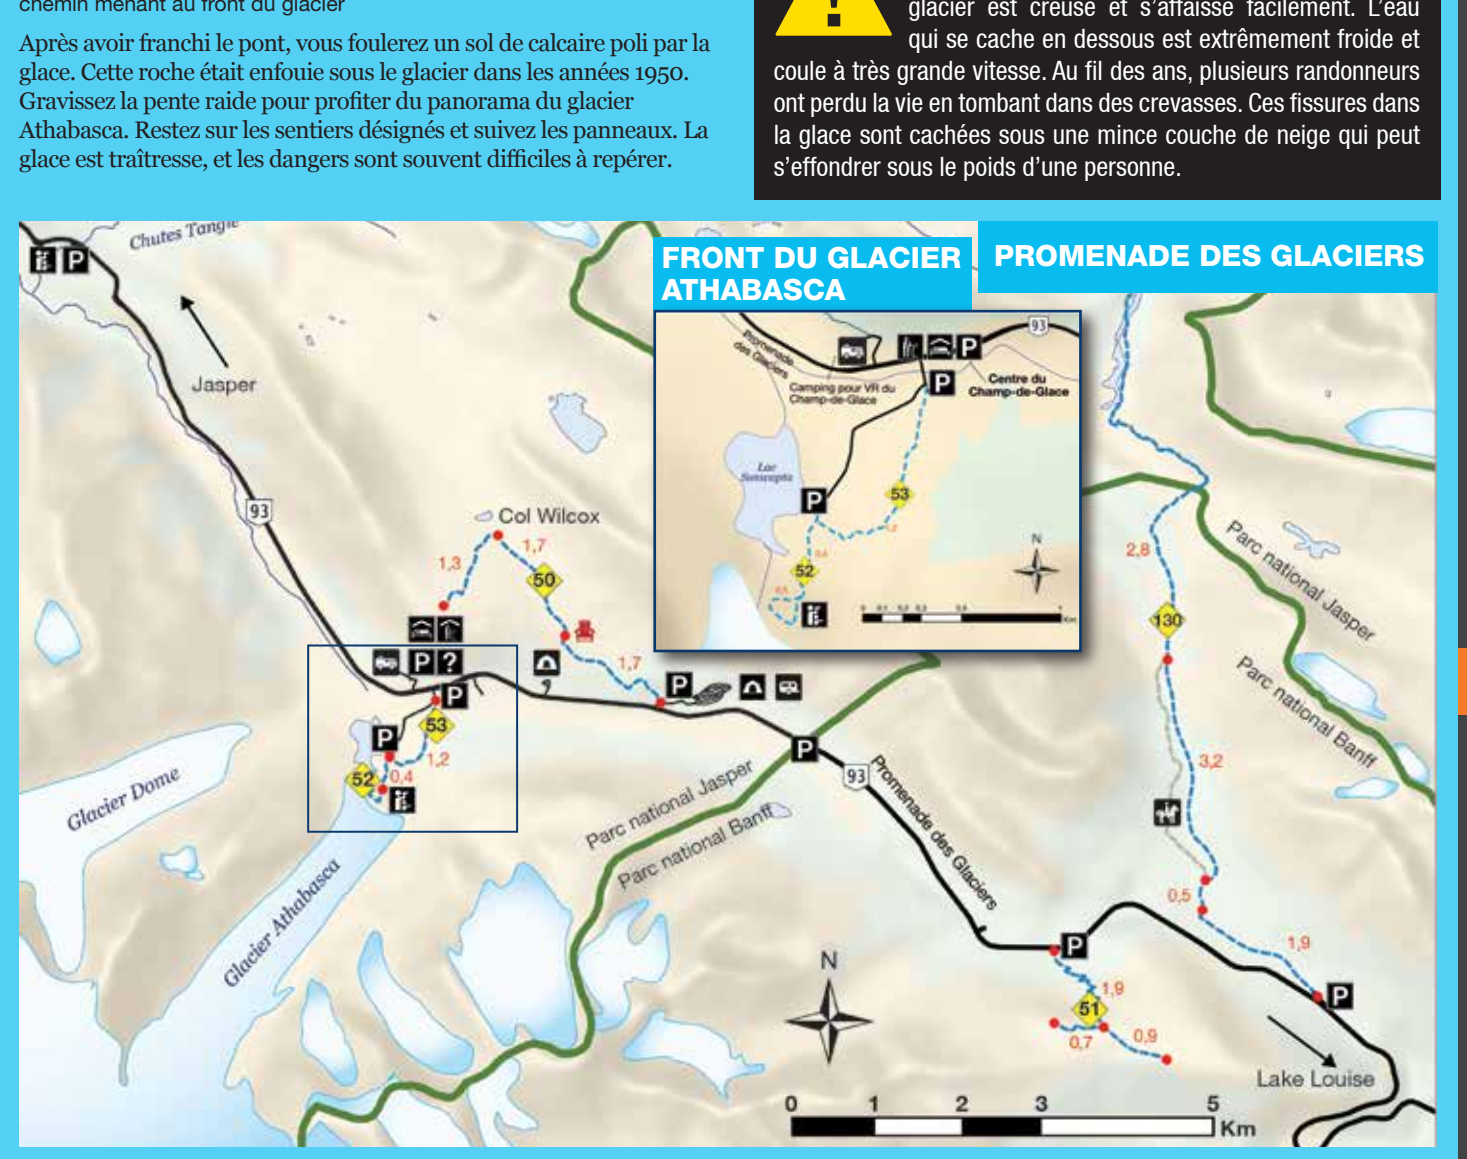 chemin menant au front du glacier
Après avoir franchi le pont, vous foulerez un sol de calcaire poli par la
glace. Cette roche était enfouie sous le glacier dans les années 1950.
Gravissez la pente raide pour profiter du panorama du glacier
Athabasca. Restez sur les sentiers désignés et suivez les panneaux. La
glace est traîtresse, et les dangers sont souvent difficiles à repérer.
!
glacier est creusé et s’affaisse facilement. L’eau
qui se cache en dessous est extrêmement froide et
coule à très grande vitesse. Au fil des ans, plusieurs randonneurs
ont perdu la vie en tombant dans des crevasses. Ces fissures dans
la glace sont cachées sous une mince couche de neige qui peut
s’effondrer sous le poids d’une personne.
Chutes Tangle
P
FRONT DU GLACIER
ATHABASCA
PROMENADE DES GLACIERS
Jasper
93
Promenade
des Glaciers
93
P
P
Centre du
Champ-de-Glace
Camping pour VR du
Champ-de-Glace
Lac
P
53
1,2
0,4
52
0,5
N
Km
Col Wilcox
1,3
1,7
50
1,7
P
P ?
P
53
P
1,2
52
0,4
P
93
Promenade des Glaciers
Parc national Jasper
Parc national Banff
Glacier Dome
Glacier Athabasca
2,8
130
3,2
Parc national Jasper
Parc national Banff
0,5
1,9
P
P
1,9
51
0,7
0,9
Lake Louise
N
0 1 2 3 5
Km